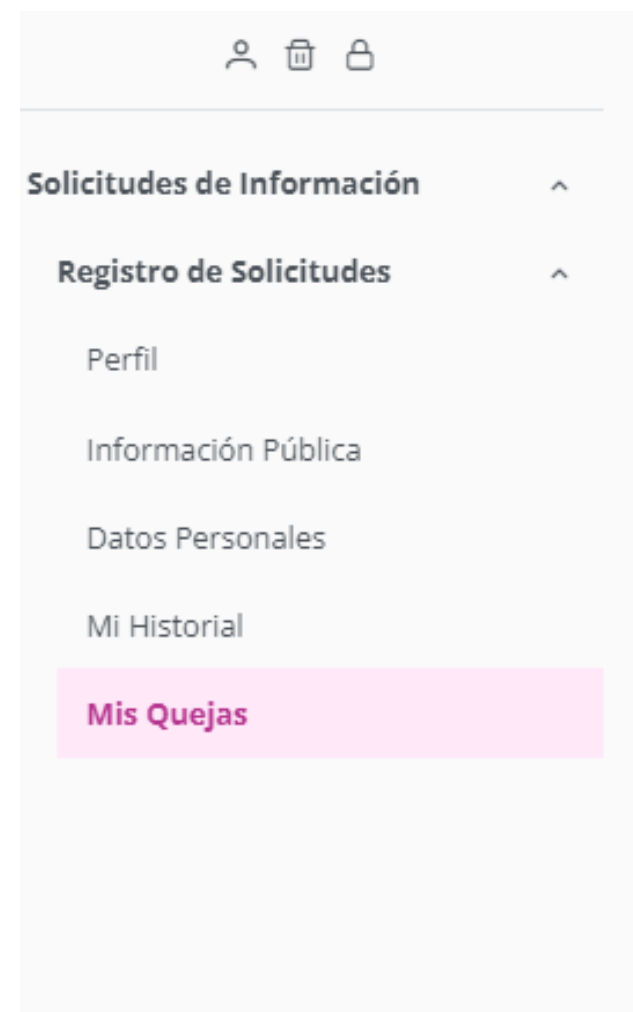 Solicitudes de Información
Registro de Solicitudes
Perfil
Información Pública
Datos Personales
Mi Historial
Mis Quejas